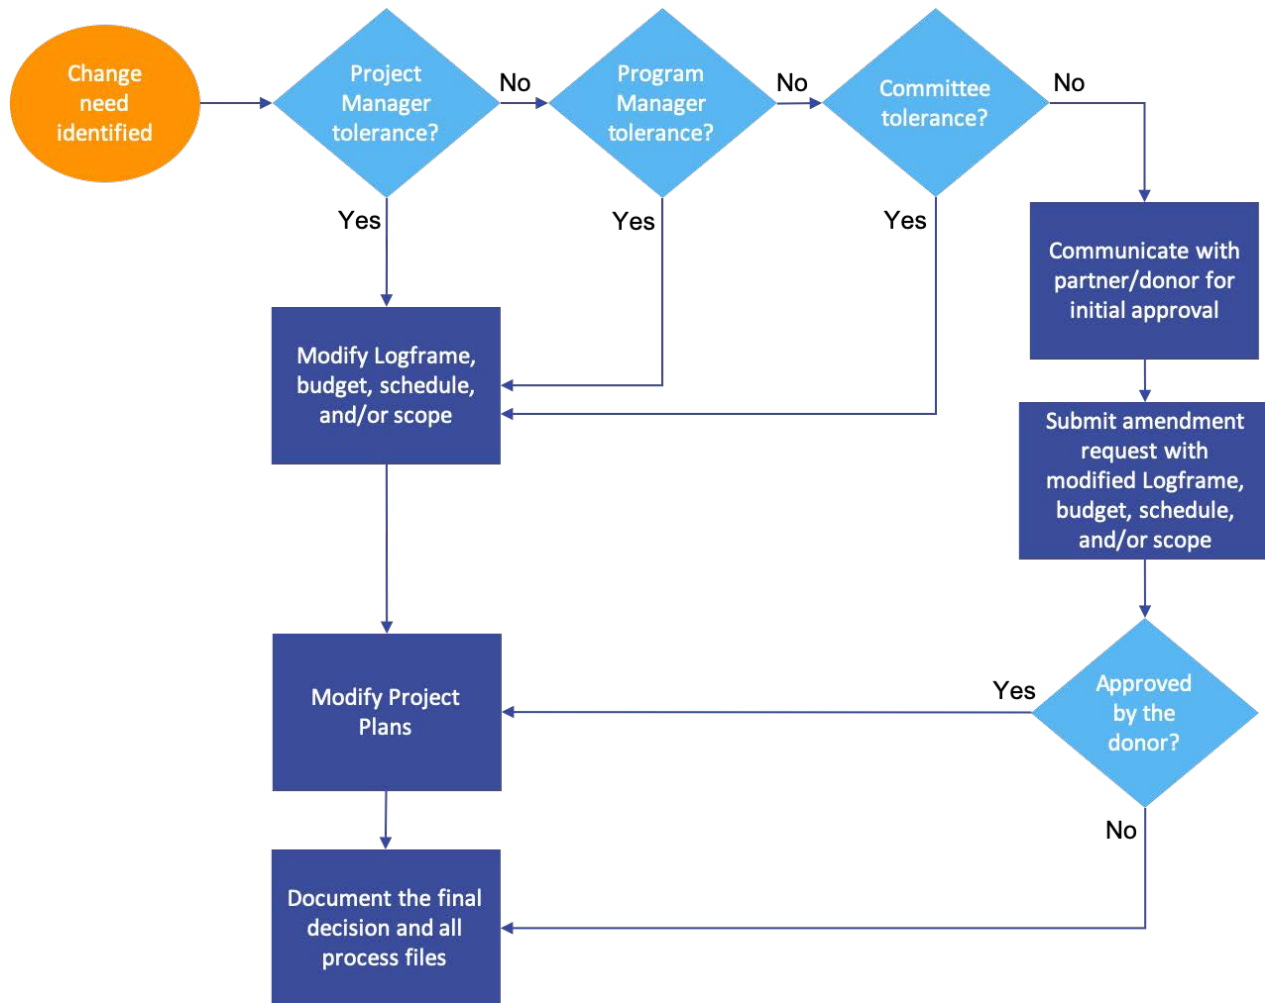 Change
need
identified
Project
Manager
tolerance?
No
Program
Manager
tolerance?
No
Committee
tolerance?
No
Yes
Yes
Yes
Communicate with
partner/donor for
initial approval
Modify Logframe,
budget, schedule,
and/or scope
Submit amendment
request with
modified Logframe,
budget, schedule,
and/or scope
Modify Project
Plans
Yes
Approved
by the
donor?
No
Document the final
decision and all
process files